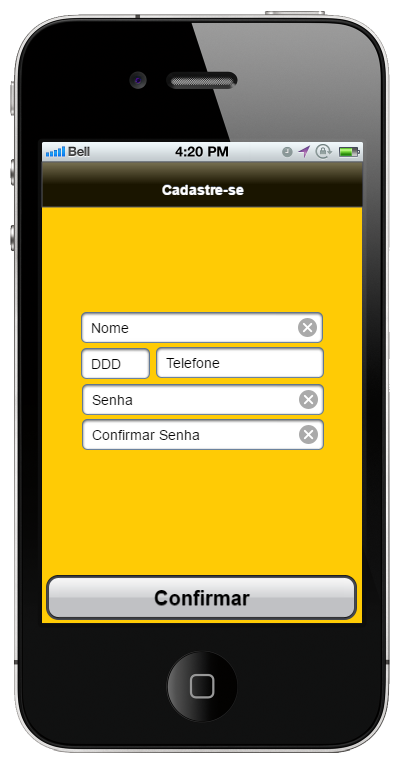 Bell 4:20 PM
Cadastre-se
Nome
DDD Telefone
Senha
Confirmar Senha
Confirmar